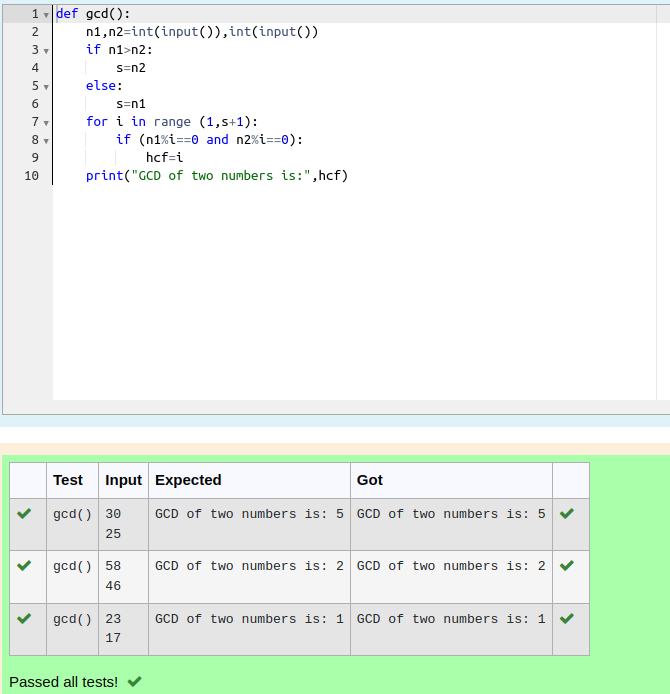 1 def gcd():
2     n1,n2=int(input()),int(input())
3     if n1>n2:
4         s=n2
5     else:
6         s=n1
7     for i in range (1,s+1):
8         if (n1%i==0 and n2%i==0):
9             hcf=i
10     print("GCD of two numbers is:",hcf)
Test Input Expected Got
gcd() 30 GCD of two numbers is: 5 GCD of two numbers is: 5
25
gcd() 58 GCD of two numbers is: 2 GCD of two numbers is: 2
46
gcd() 23 GCD of two numbers is: 1 GCD of two numbers is: 1
17
Passed all tests!